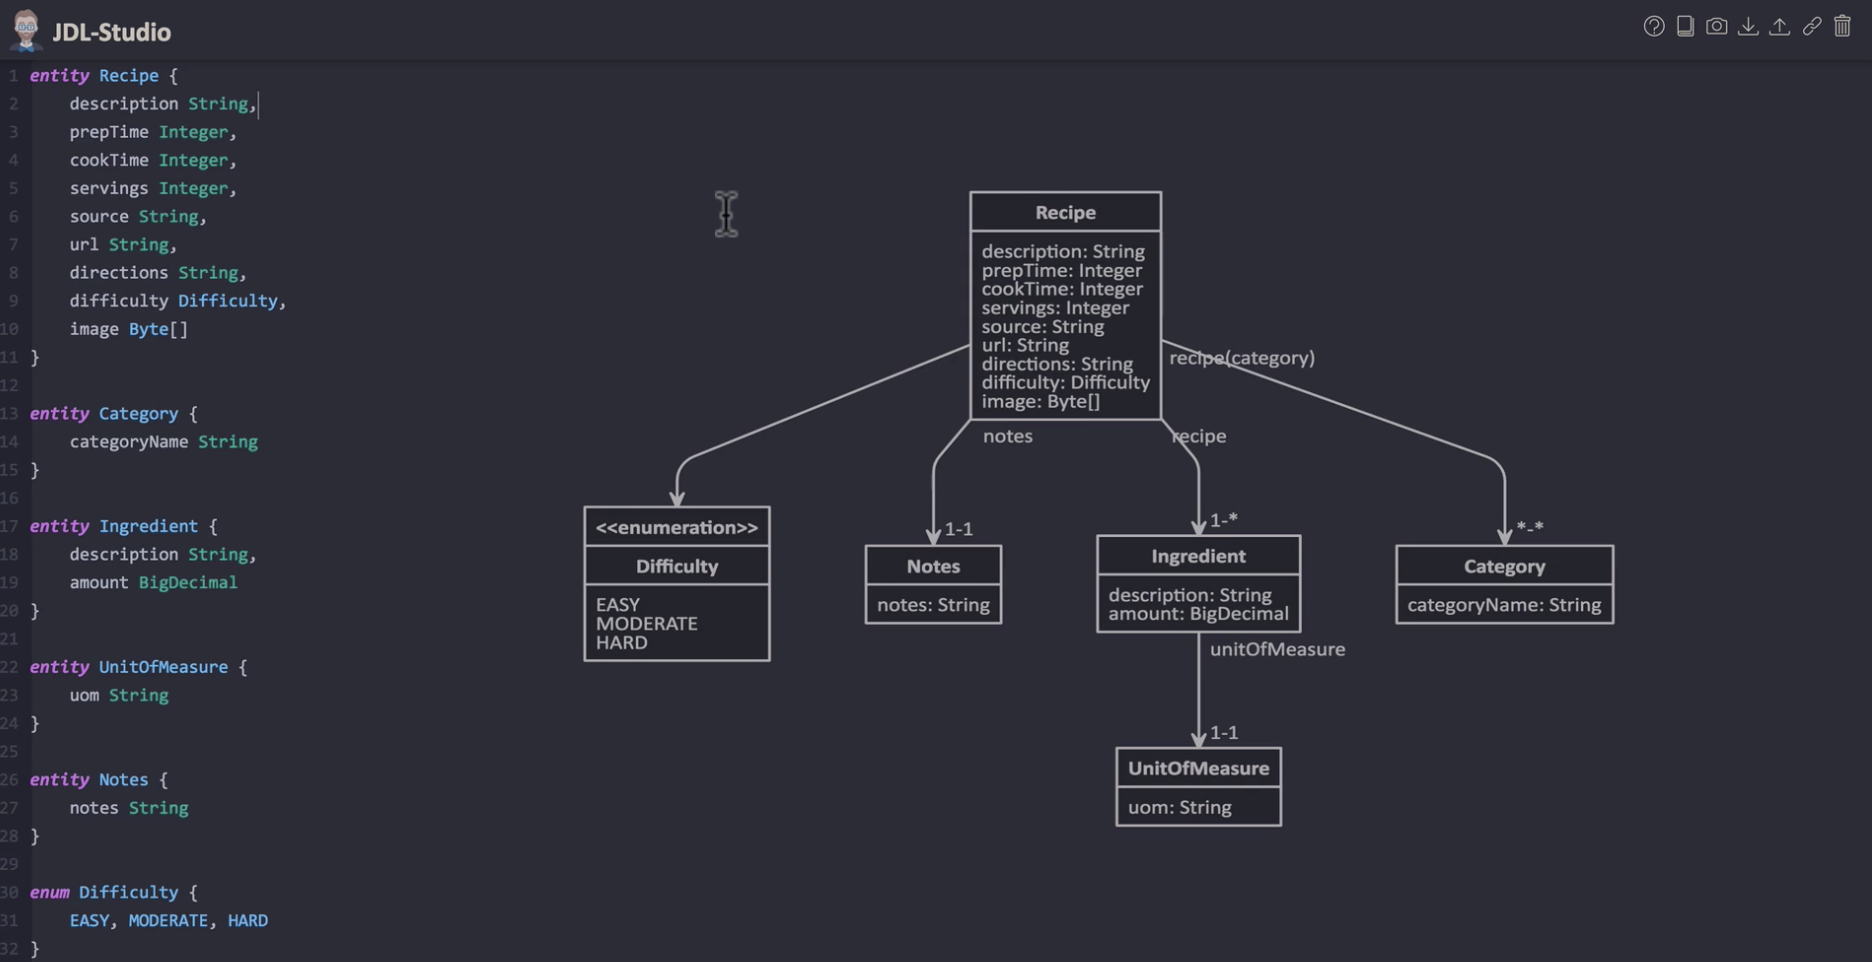 JDL-Studio
1 entity Recipe {
2 description String,
3 prepTime Integer,
4 cookTime Integer,
5 servings Integer,
6 source String,
7 url String,
8 directions String,
9 difficulty Difficulty,
10 image Byte[]
11 }
12
13 entity Category {
14 categoryName String
15 }
16
17 entity Ingredient {
18 description String,
19 amount BigDecimal
20 }
21
22 entity UnitOfMeasure {
23 uom String
24 }
25
26 entity Notes {
27 notes String
28 }
29
30 enum Difficulty {
31 EASY, MODERATE, HARD
32 }
Recipe
description: String
prepTime: Integer
cookTime: Integer
servings: Integer
source: String
url: String
directions: String
difficulty: Difficulty
image: Byte[]
recipe(category)
notes
recipe
<<enumeration>>
Difficulty
EASY
MODERATE
HARD
1-1
Notes
notes: String
1-*
Ingredient
description: String
amount: BigDecimal
*-*
Category
categoryName: String
unitOfMeasure
1-1
UnitOfMeasure
uom: String